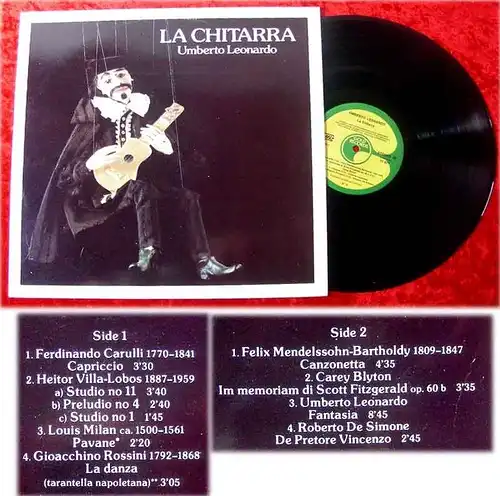 LA CHITARRA
Umberto Leonardo
UMBERTO LEONARDO
La Chitarra
Side 1
1. Ferdinando Carulli 1770–1841
Capriccio 3'30
2. Heitor Villa-Lobos 1887–1959
a) Studio no 11 3'40
b) Preludio no 4 2'40
c) Studio no 1 1'45
3. Louis Milan ca. 1500–1561
Pavane* 2'20
4. Gioacchino Rossini 1792–1868
La danza
(tarantella napoletana)** 3'05
Side 2
1. Felix Mendelssohn-Bartholdy 1809–1847
Canzonetta 4'35
2. Carey Blyton
Im memoriam di Scott Fitzgerald op. 60 b 3'35
3. Umberto Leonardo
Fantasia 8'45
4. Roberto De Simone
De Pretore Vincenzo 2'45